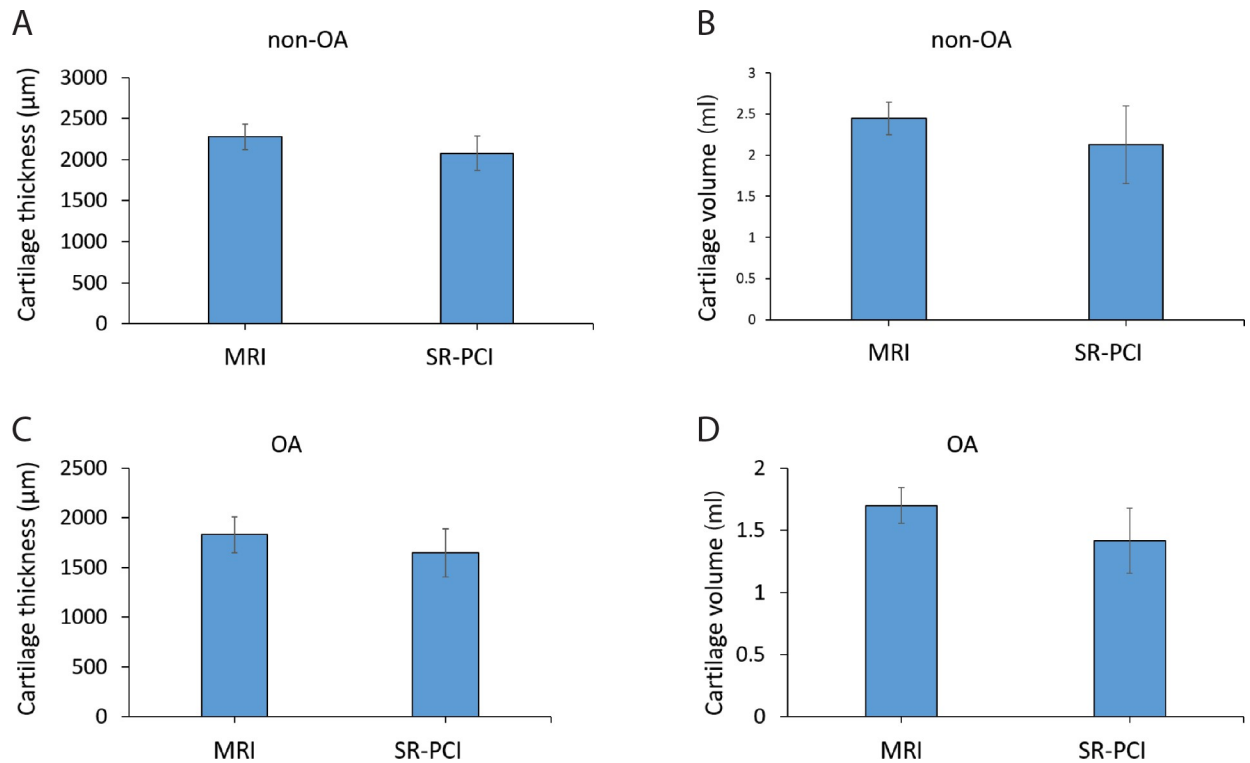 A
non-OA
Cartilage thickness (µm)
3000
2500
2000
1500
1000
500
0
MRI
SR-PCI
B
non-OA
Cartilage volume (ml)
3
2.5
2
1.5
1
0.5
0
MRI
SR-PCI
C
OA
Cartilage thickness (µm)
2500
2000
1500
1000
500
0
MRI
SR-PCI
D
OA
Cartilage volume (ml)
2
1.5
1
0.5
0
MRI
SR-PCI